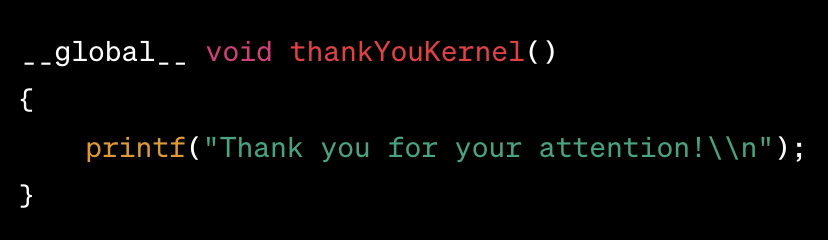 __global__ void thankYouKernel()
{
    printf("Thank you for your attention!\\n");
}